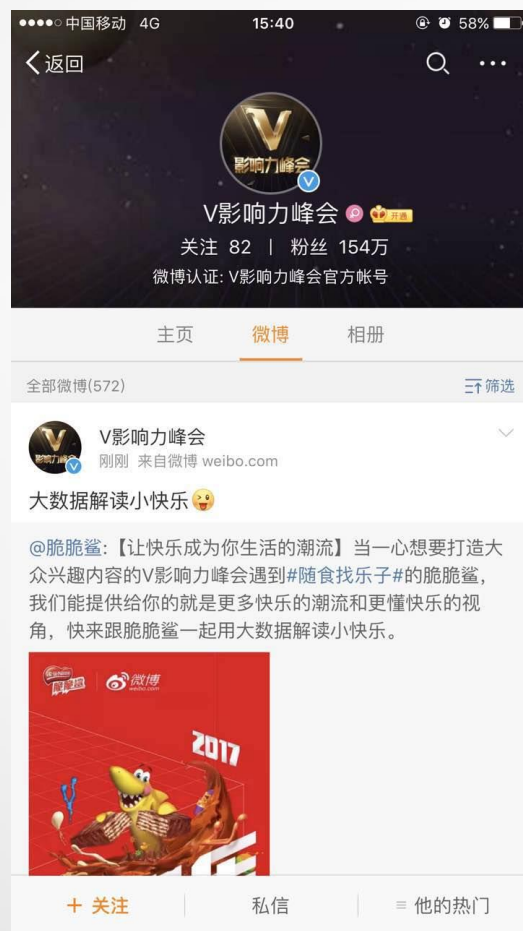 中国移动 4G 15:40 58%
返回
V
影响力峰会
V影响力峰会 开通
关注 82 | 粉丝 154万
微博认证: V影响力峰会官方帐号
主页 微博 相册
全部微博(572) 筛选
V影响力峰会
刚刚 来自微博 weibo.com
大数据解读小快乐
@脆脆鲨:【让快乐成为你生活的潮流】当一心想要打造大
众兴趣内容的V影响力峰会遇到#随食找乐子#的脆脆鲨，
我们能提供给你的就是更多快乐的潮流和更懂快乐的视
角，快来跟脆脆鲨一起用大数据解读小快乐。
脆脆鲨 微博
weibo.com
2017
+ 关注 私信 他的热门